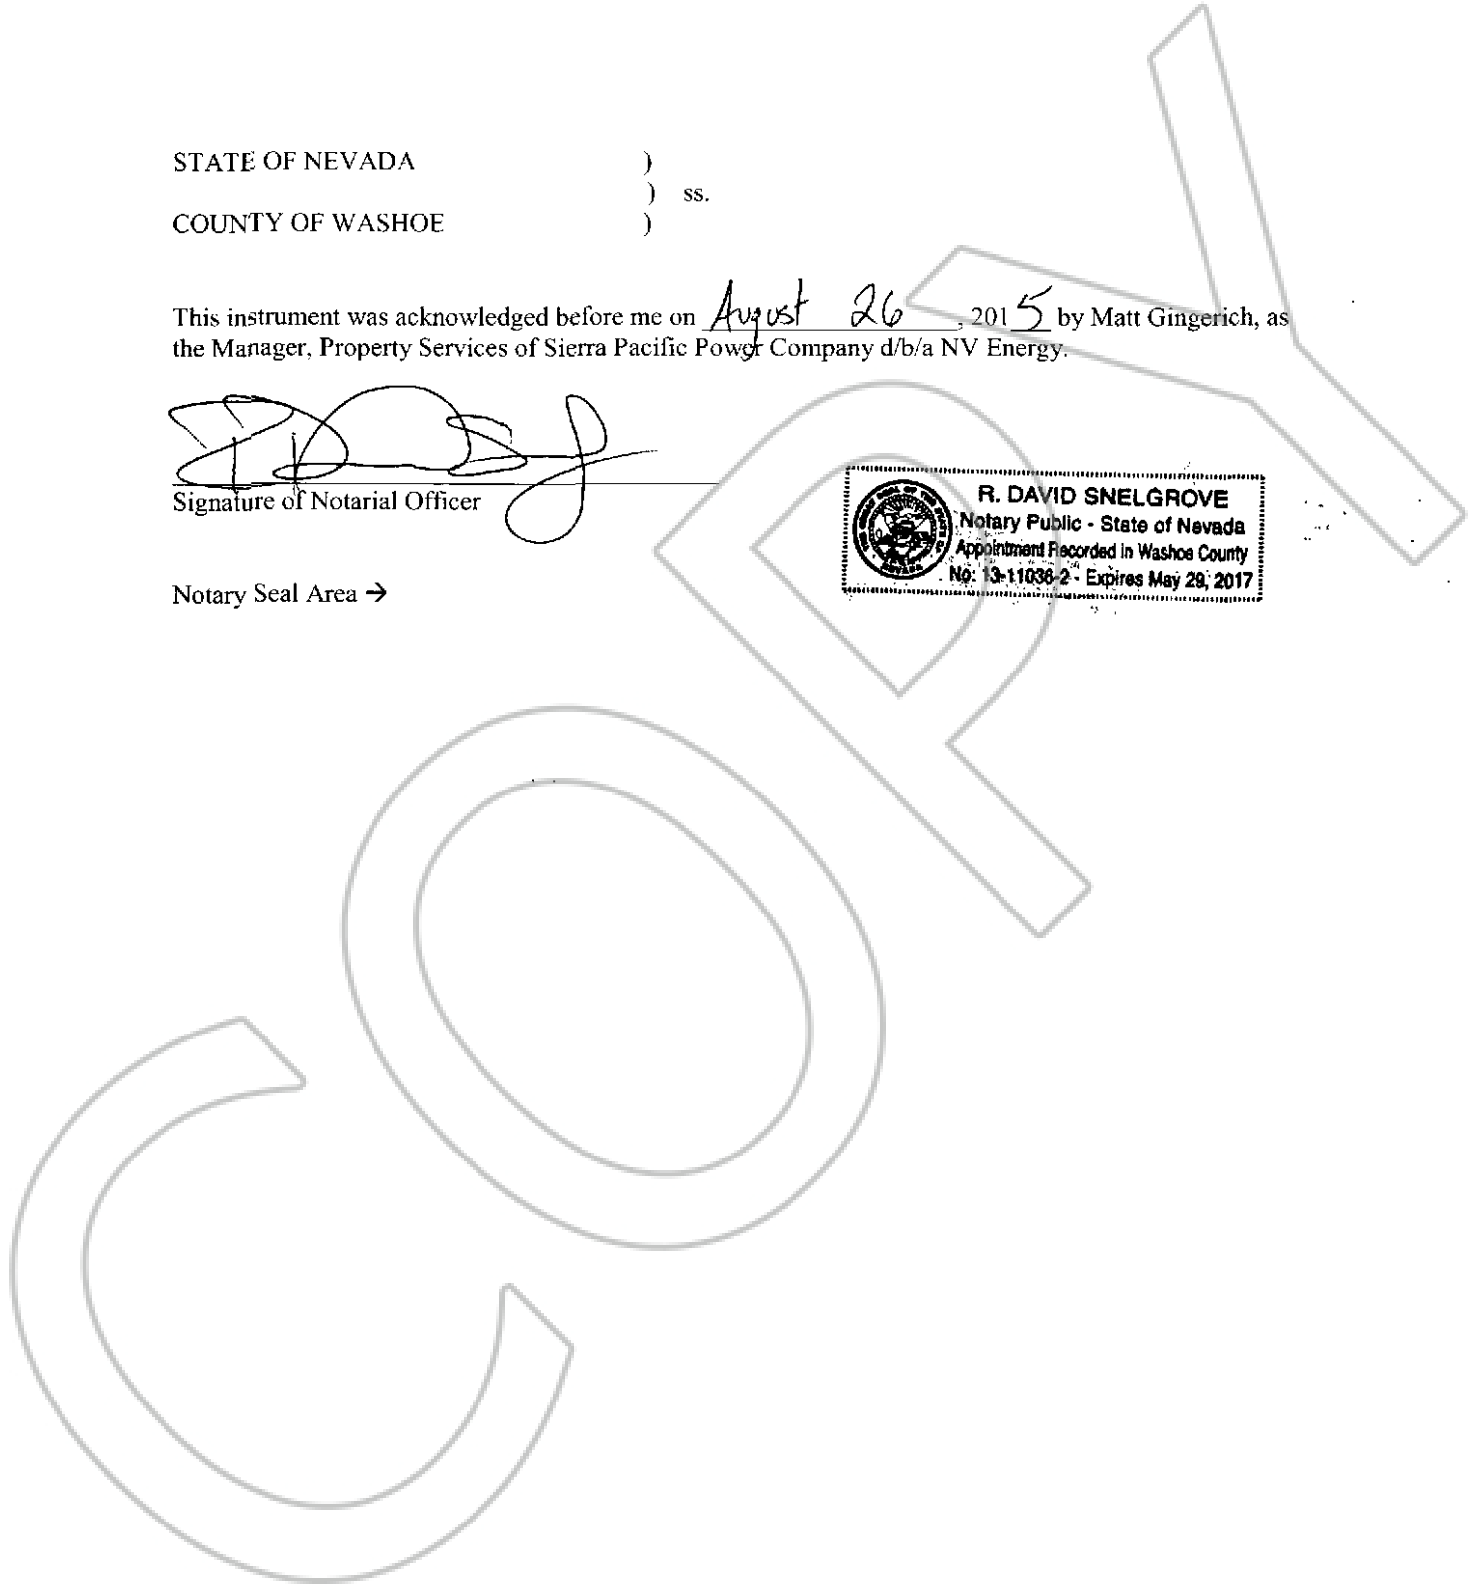 STATE OF NEVADA )
) ss.
COUNTY OF WASHOE )
This instrument was acknowledged before me on August 26, 2015 by Matt Gingerich, as
the Manager, Property Services of Sierra Pacific Power Company d/b/a NV Energy.
Signature of Notarial Officer
R. DAVID SNELGROVE
Notary Public - State of Nevada
Appointment Recorded in Washoe County
No: 13-11036-2 - Expires May 29, 2017
Notary Seal Area →
COPY